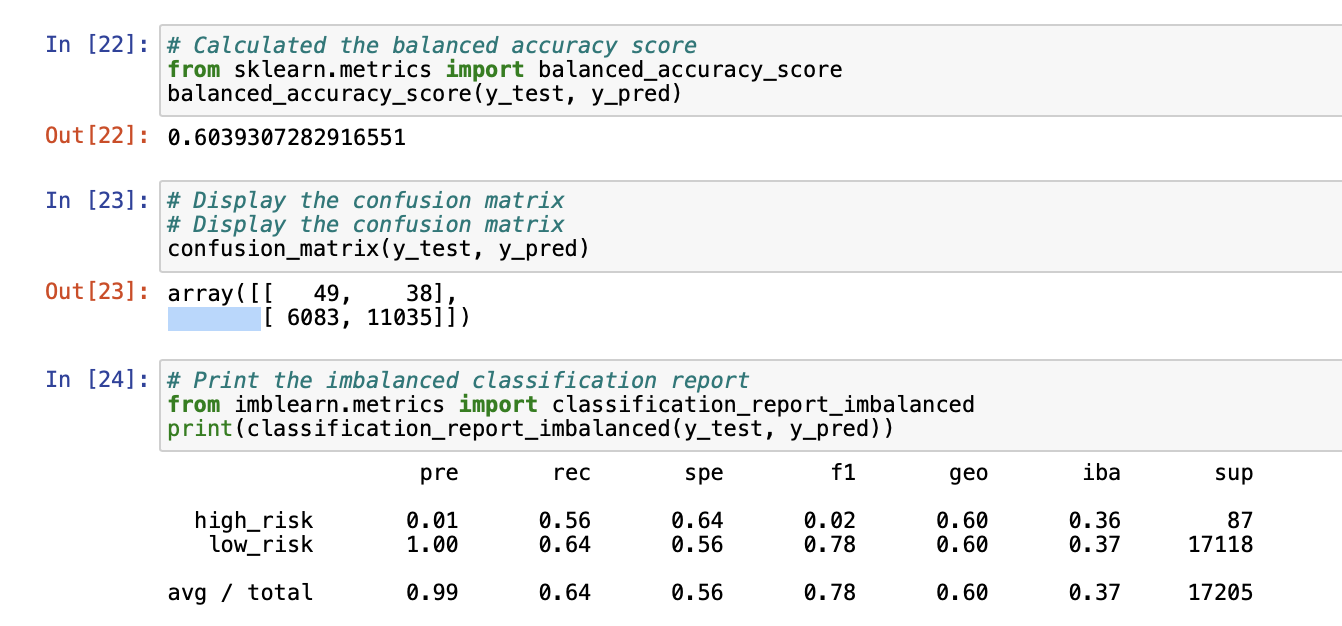 In [22]: # Calculated the balanced accuracy score
from sklearn.metrics import balanced_accuracy_score
balanced_accuracy_score(y_test, y_pred)
Out[22]: 0.6039307282916551
In [23]: # Display the confusion matrix
# Display the confusion matrix
confusion_matrix(y_test, y_pred)
Out[23]: array([[   49,    38],
       [ 6083, 11035]])
In [24]: # Print the imbalanced classification report
from imblearn.metrics import classification_report_imbalanced
print(classification_report_imbalanced(y_test, y_pred))
pre rec spe f1 geo iba sup
high_risk 0.01 0.56 0.64 0.02 0.60 0.36 87
low_risk 1.00 0.64 0.56 0.78 0.60 0.37 17118
avg / total 0.99 0.64 0.56 0.78 0.60 0.37 17205